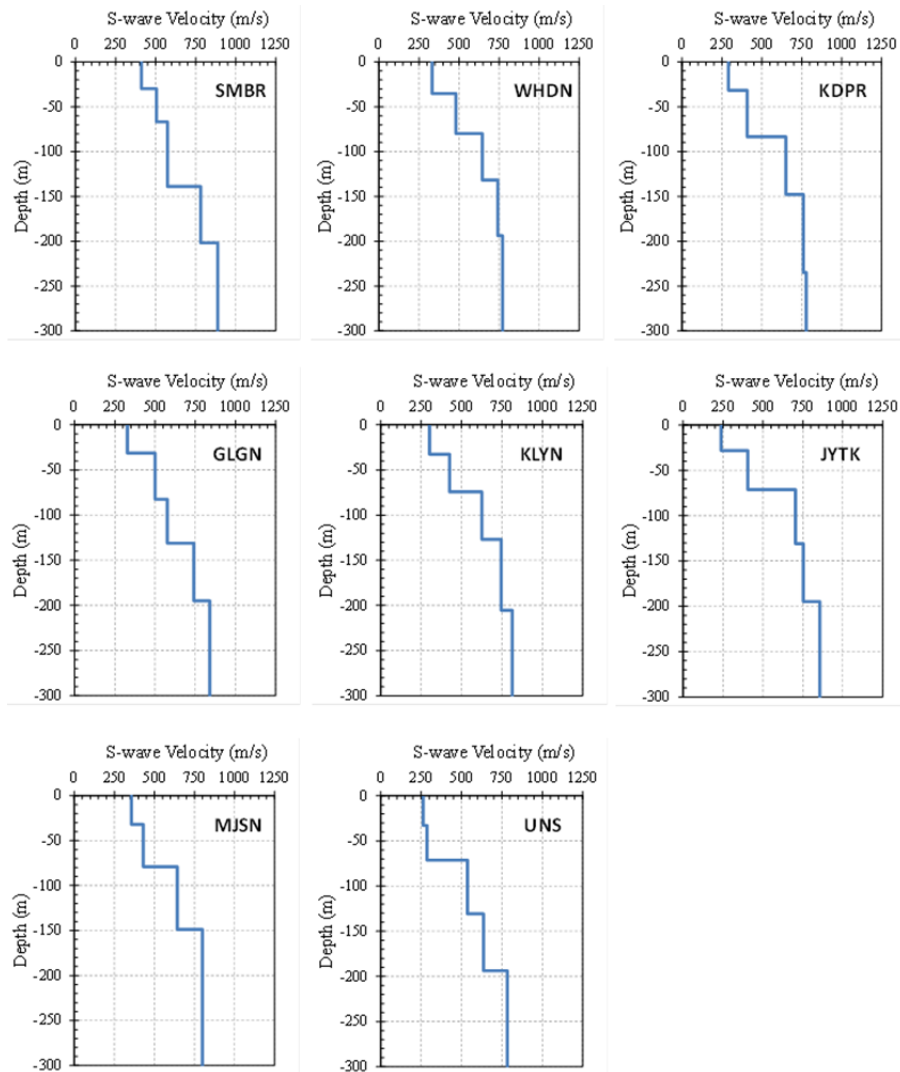 S-wave Velocity (m/s) S-wave Velocity (m/s) S-wave Velocity (m/s)
0 250 500 750 1000 1250 0 250 500 750 1000 1250 0 250 500 750 1000 1250
0 0 0
SMBR WHDN KDPR
-50 -50 -50
-100 -100 -100
-150 -150 -150
-200 -200 -200
-250 -250 -250
-300 -300 -300
Depth (m) Depth (m) Depth (m)
S-wave Velocity (m/s) S-wave Velocity (m/s) S-wave Velocity (m/s)
0 250 500 750 1000 1250 0 250 500 750 1000 1250 0 250 500 750 1000 1250
0 0 0
GLGN KLYN JYTK
-50 -50 -50
-100 -100 -100
-150 -150 -150
-200 -200 -200
-250 -250 -250
-300 -300 -300
Depth (m) Depth (m) Depth (m)
S-wave Velocity (m/s) S-wave Velocity (m/s)
0 250 500 750 1000 1250 0 250 500 750 1000 1250
0 0
MJSN UNS
-50 -50
-100 -100
-150 -150
-200 -200
-250 -250
-300 -300
Depth (m) Depth (m)